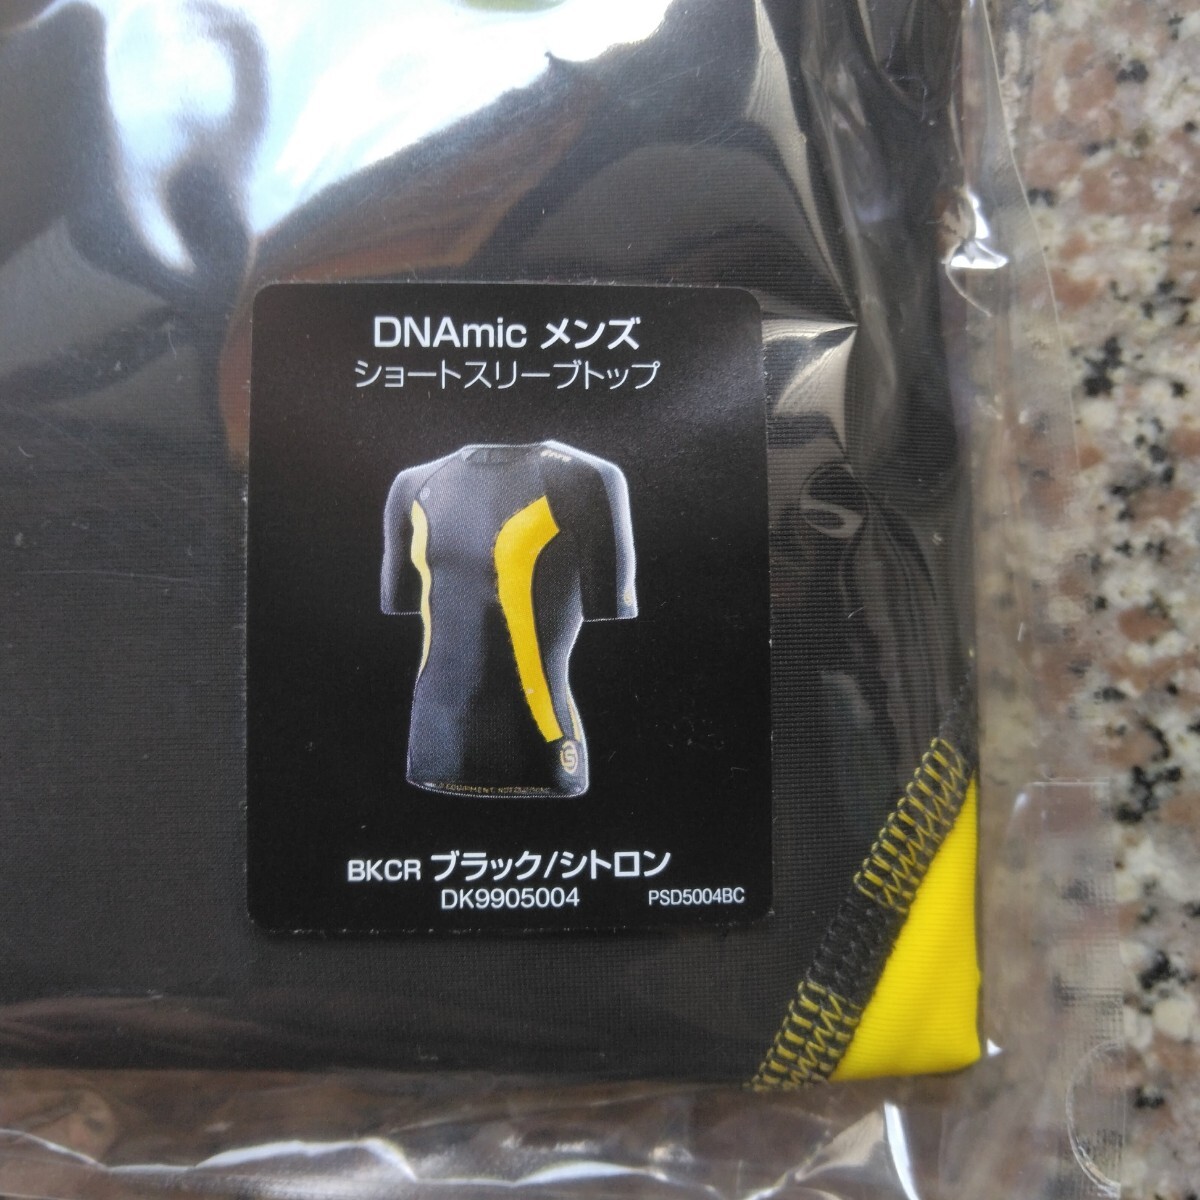 DNAmic メンズ
ショートスリーブトップ
BKCR ブラック/シトロン
DK9905004
PSD5004BC